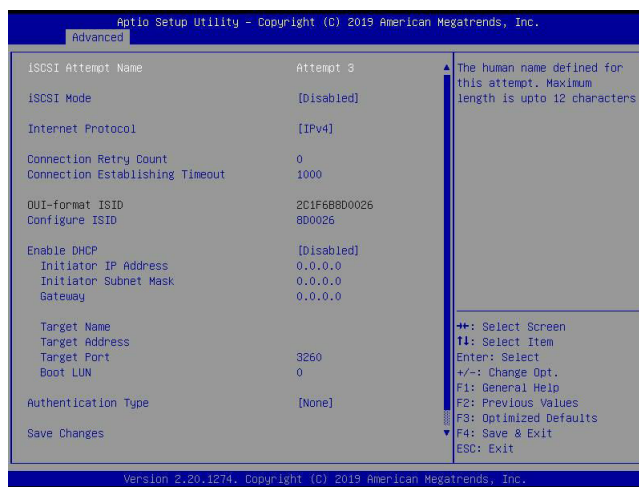 Aptio Setup Utility – Copyright (C) 2019 American Megatrends, Inc.
Advanced
iSCSI Attempt Name Attempt 3
iSCSI Mode [Disabled]
Internet Protocol [IPv4]
Connection Retry Count 0
Connection Establishing Timeout 1000
OUI-format ISID 2C1F6B8D0026
Configure ISID 8D0026
Enable DHCP [Disabled]
Initiator IP Address 0.0.0.0
Initiator Subnet Mask 0.0.0.0
Gateway 0.0.0.0
Target Name
Target Address
Target Port 3260
Boot LUN 0
Authentication Type [None]
Save Changes
The human name defined for
this attempt. Maximum
length is upto 12 characters
→←: Select Screen
↑↓: Select Item
Enter: Select
+/-: Change Opt.
F1: General Help
F2: Previous Values
F3: Optimized Defaults
F4: Save & Exit
ESC: Exit
Version 2.20.1274. Copyright (C) 2019 American Megatrends, Inc.